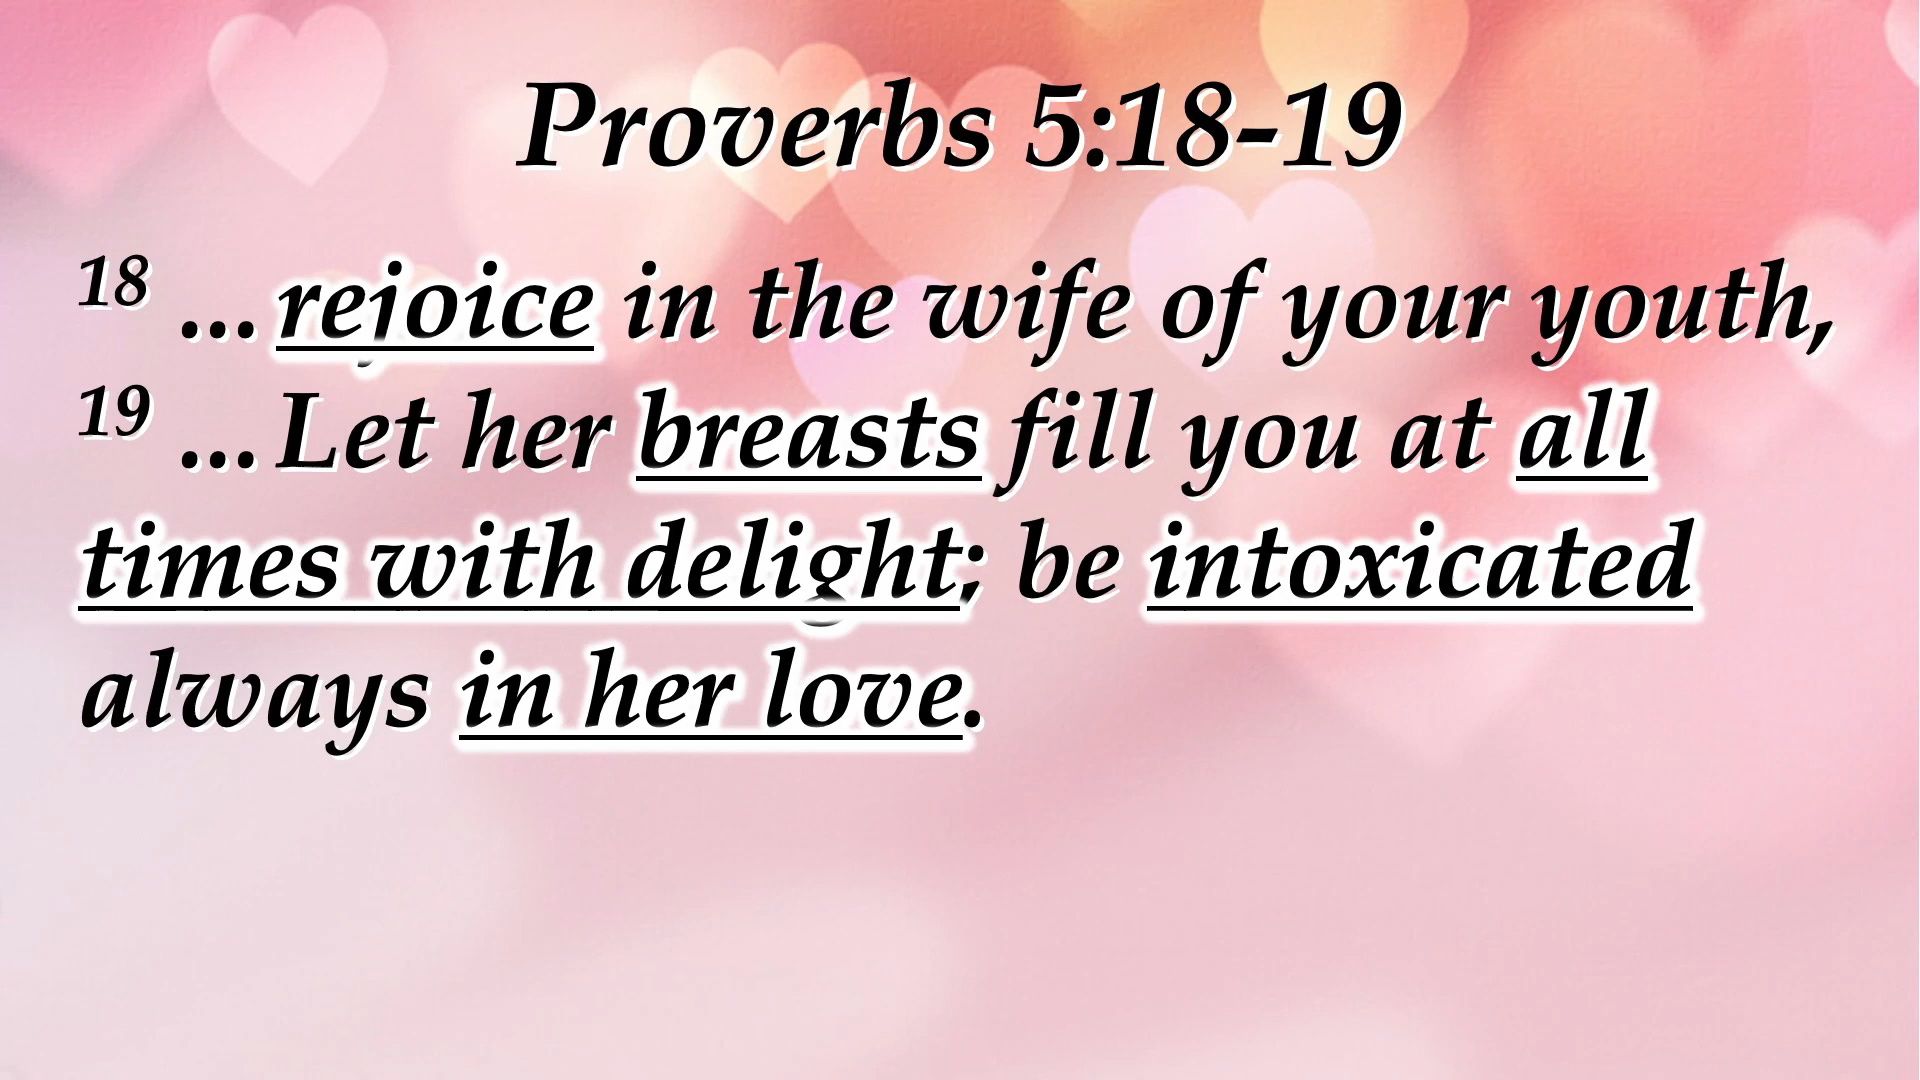 Proverbs 5:18-19
18 ... rejoice in the wife of your youth,
19 ... Let her breasts fill you at all
times with delight; be intoxicated
always in her love.